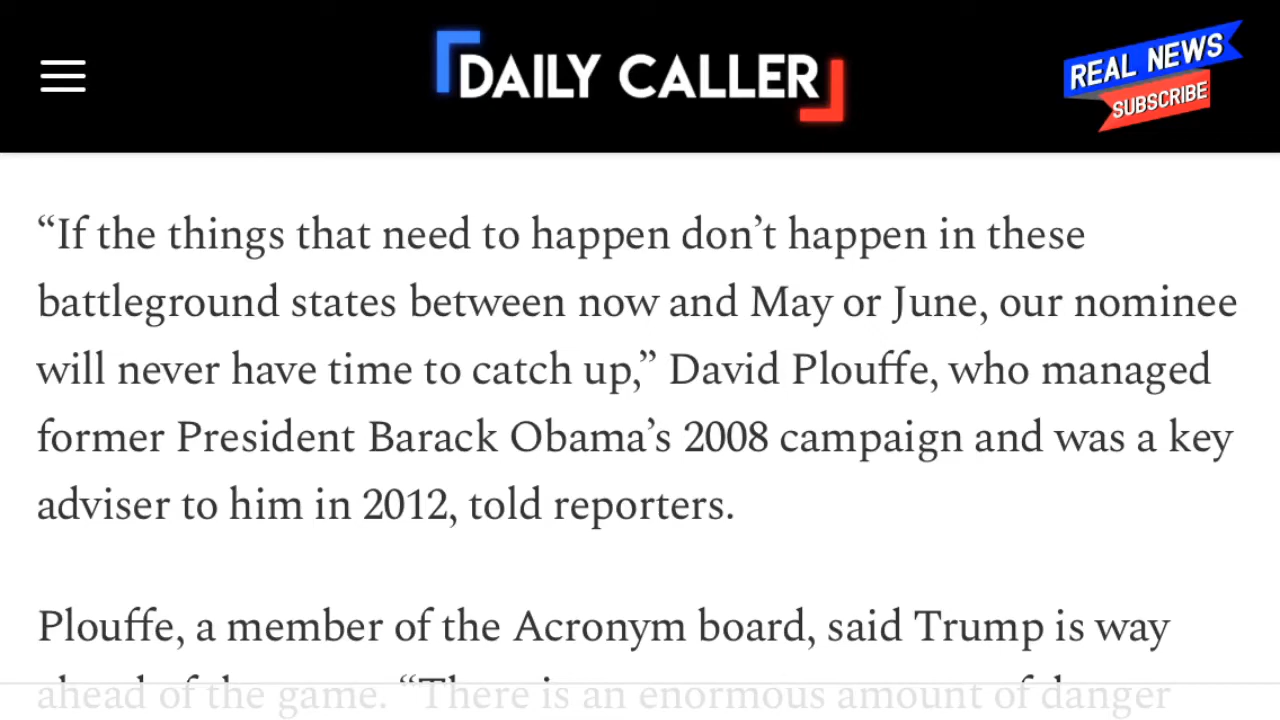 DAILY CALLER
REAL NEWS
SUBSCRIBE
“If the things that need to happen don’t happen in these
battleground states between now and May or June, our nominee
will never have time to catch up,” David Plouffe, who managed
former President Barack Obama’s 2008 campaign and was a key
adviser to him in 2012, told reporters.
Plouffe, a member of the Acronym board, said Trump is way
ahead of the game. “There is an enormous amount of danger